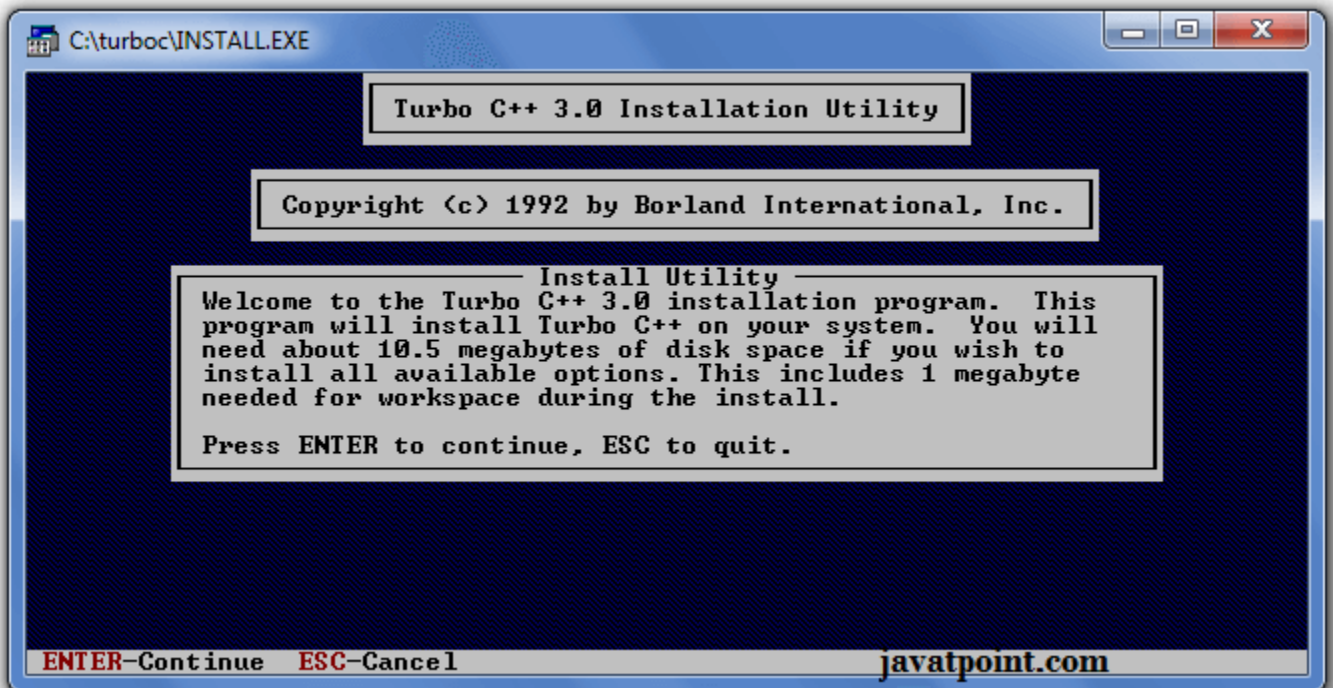 C:\turboc\INSTALL.EXE
Turbo C++ 3.0 Installation Utility
Copyright (c) 1992 by Borland International, Inc.
Install Utility
Welcome to the Turbo C++ 3.0 installation program.  This
program will install Turbo C++ on your system.  You will
need about 10.5 megabytes of disk space if you wish to
install all available options. This includes 1 megabyte
needed for workspace during the install.
Press ENTER to continue, ESC to quit.
ENTER-Continue  ESC-Cancel
javatpoint.com